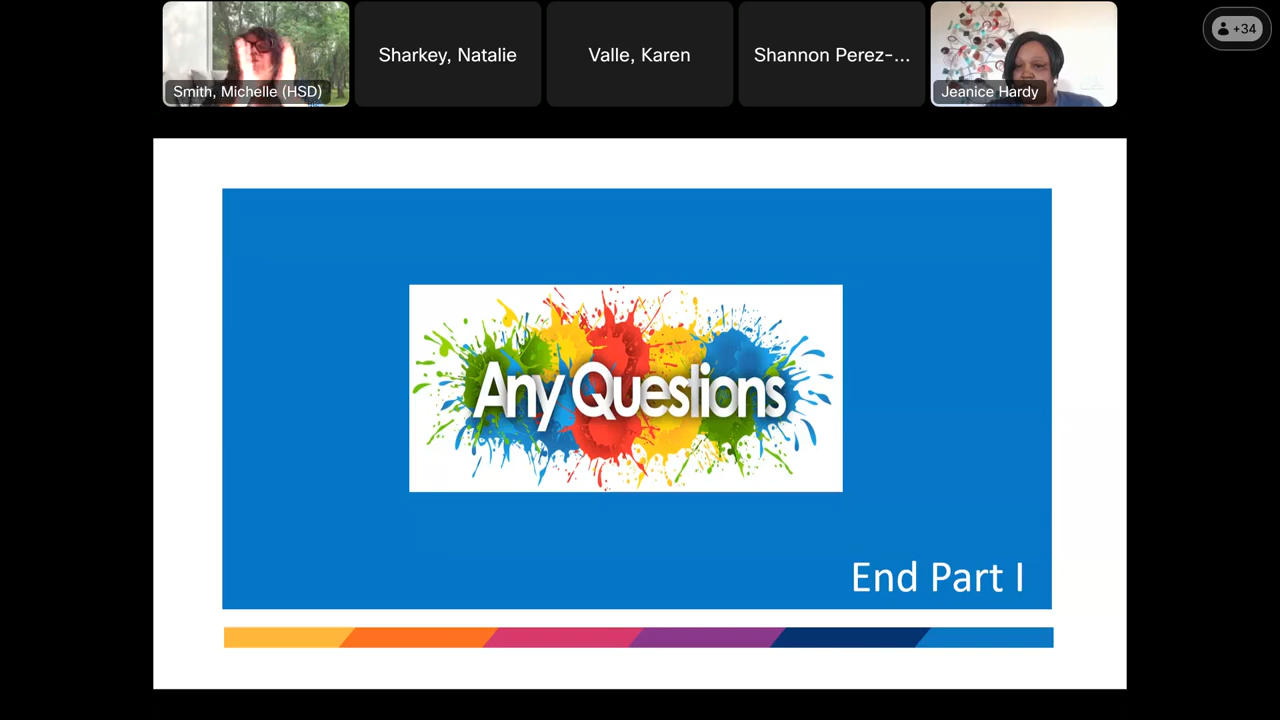 Smith, Michelle (HSD)
Sharkey, Natalie
Valle, Karen
Shannon Perez-...
Jeanice Hardy
+34
Any Questions
End Part I